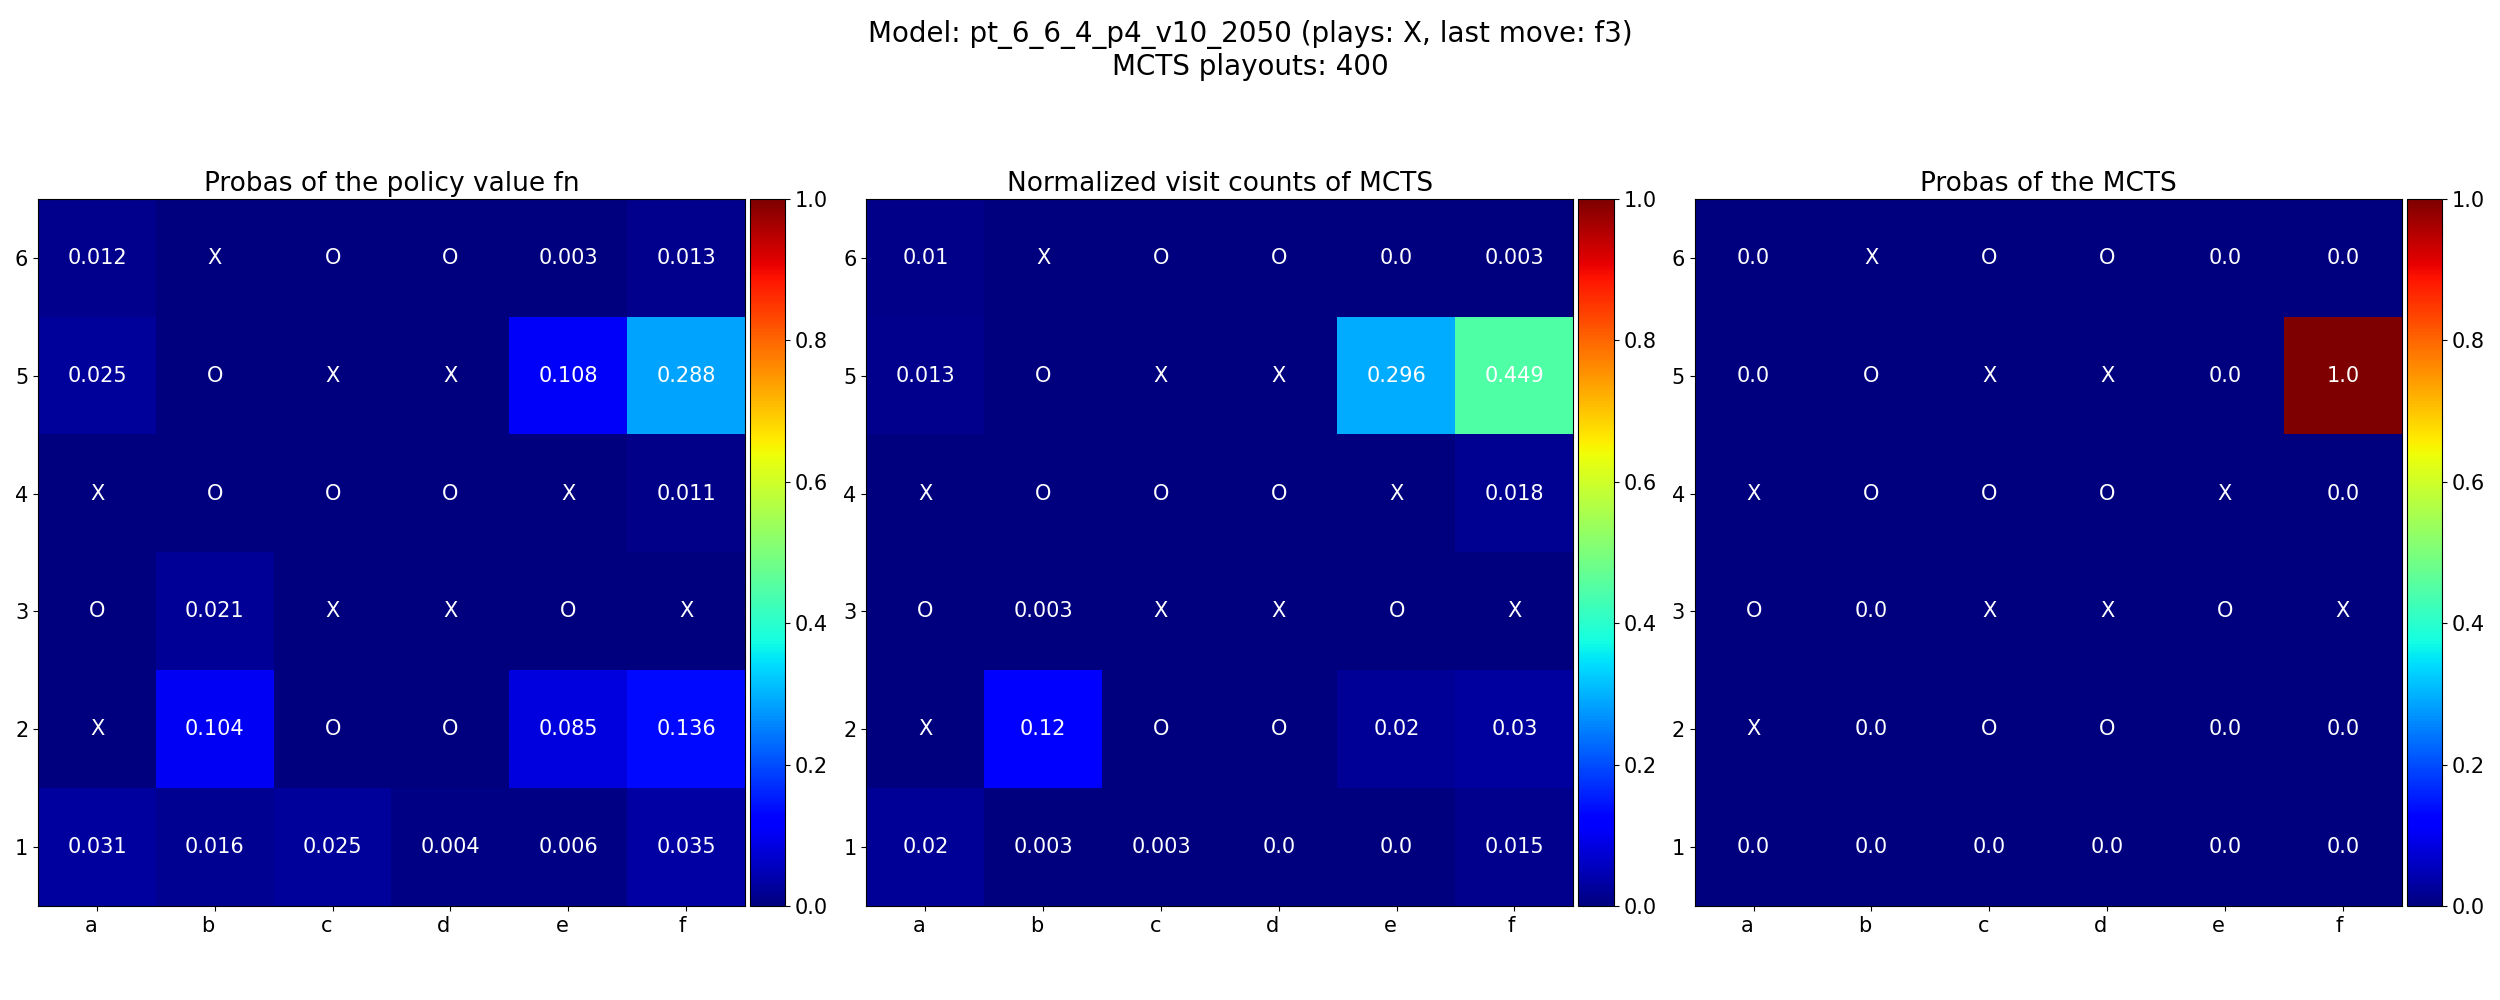 Model: pt_6_6_4_p4_v10_2050 (plays: X, last move: f3)
MCTS playouts: 400
Probas of the policy value fn
6 0.012 X O O 0.003 0.013
5 0.025 O X X 0.108 0.288
4 X O O O X 0.011
3 O 0.021 X X O X
2 X 0.104 O O 0.085 0.136
1 0.031 0.016 0.025 0.004 0.006 0.035
a b c d e f
1.0
0.8
0.6
0.4
0.2
0.0
Normalized visit counts of MCTS
6 0.01 X O O 0.0 0.003
5 0.013 O X X 0.296 0.449
4 X O O O X 0.018
3 O 0.003 X X O X
2 X 0.12 O O 0.02 0.03
1 0.02 0.003 0.003 0.0 0.0 0.015
a b c d e f
1.0
0.8
0.6
0.4
0.2
0.0
Probas of the MCTS
6 0.0 X O O 0.0 0.0
5 0.0 O X X 0.0 1.0
4 X O O O X 0.0
3 O 0.0 X X O X
2 X 0.0 O O 0.0 0.0
1 0.0 0.0 0.0 0.0 0.0 0.0
a b c d e f
1.0
0.8
0.6
0.4
0.2
0.0